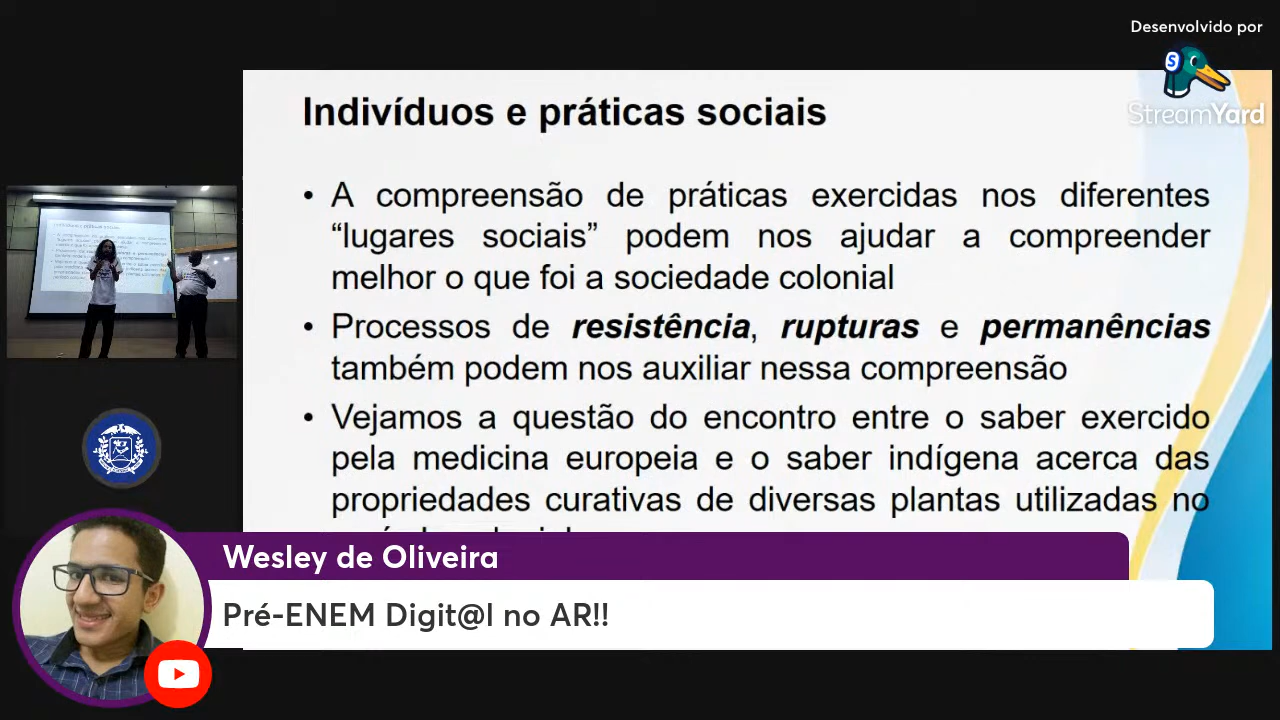 Desenvolvido por
StreamYard
Indivíduos e práticas sociais
• A compreensão de práticas exercidas nos diferentes
“lugares sociais” podem nos ajudar a compreender
melhor o que foi a sociedade colonial
• Processos de resistência, rupturas e permanências
também podem nos auxiliar nessa compreensão
• Vejamos a questão do encontro entre o saber exercido
pela medicina europeia e o saber indígena acerca das
propriedades curativas de diversas plantas utilizadas no
Wesley de Oliveira
Pré-ENEM Digit@l no AR!!